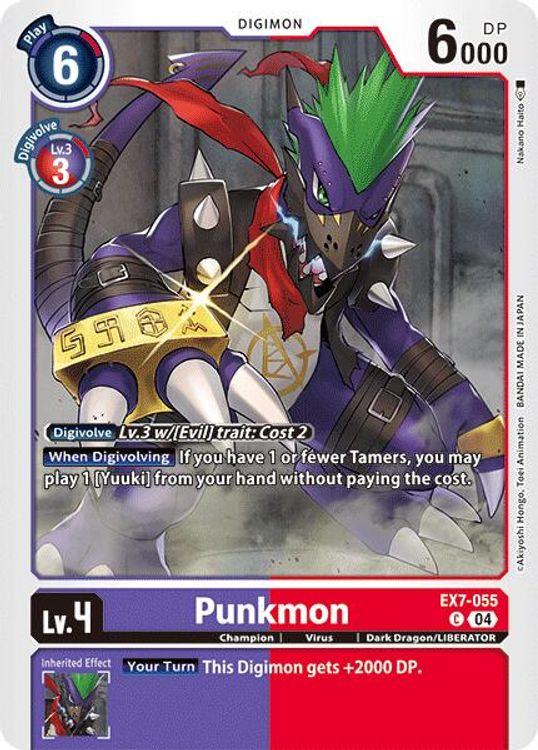 DIGIMON
Play
6
DP
6000
Digivolve
Lv.3
3
Nakano Haito
Digivolve Lv.3 w/[Evil] trait: Cost 2
When Digivolving If you have 1 or fewer Tamers, you may
play 1 [Yuuki] from your hand without paying the cost.
©Akiyoshi Hongo, Toei Animation BANDAI MADE IN JAPAN
Lv.4
Punkmon
EX7-055
C 04
Champion | Virus | Dark Dragon/LIBERATOR
Inherited Effect
Your Turn This Digimon gets +2000 DP.